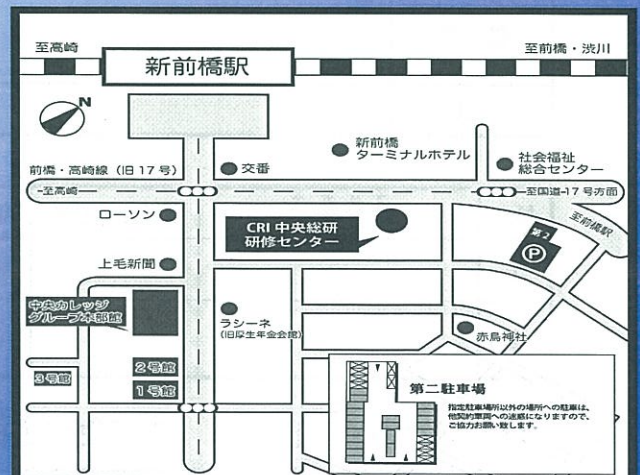 至高崎
至前橋・渋川
新前橋駅
N
新前橋
ターミナルホテル
社会福祉
総合センター
交番
前橋・高崎線(旧17号)
至高崎
至国道17号方面
ローソン
CRI 中央総研
研修センター
至前橋駅
第2
P
上毛新聞
中央カレッジ
グループ本部館
ラシーネ
(旧厚生年金会館)
赤鳥神社
2号館
3号館
1号館
第二駐車場
指定駐車場所以外の場所への駐車は、
他契約車両への迷惑になりますので、
ご協力お願い致します。